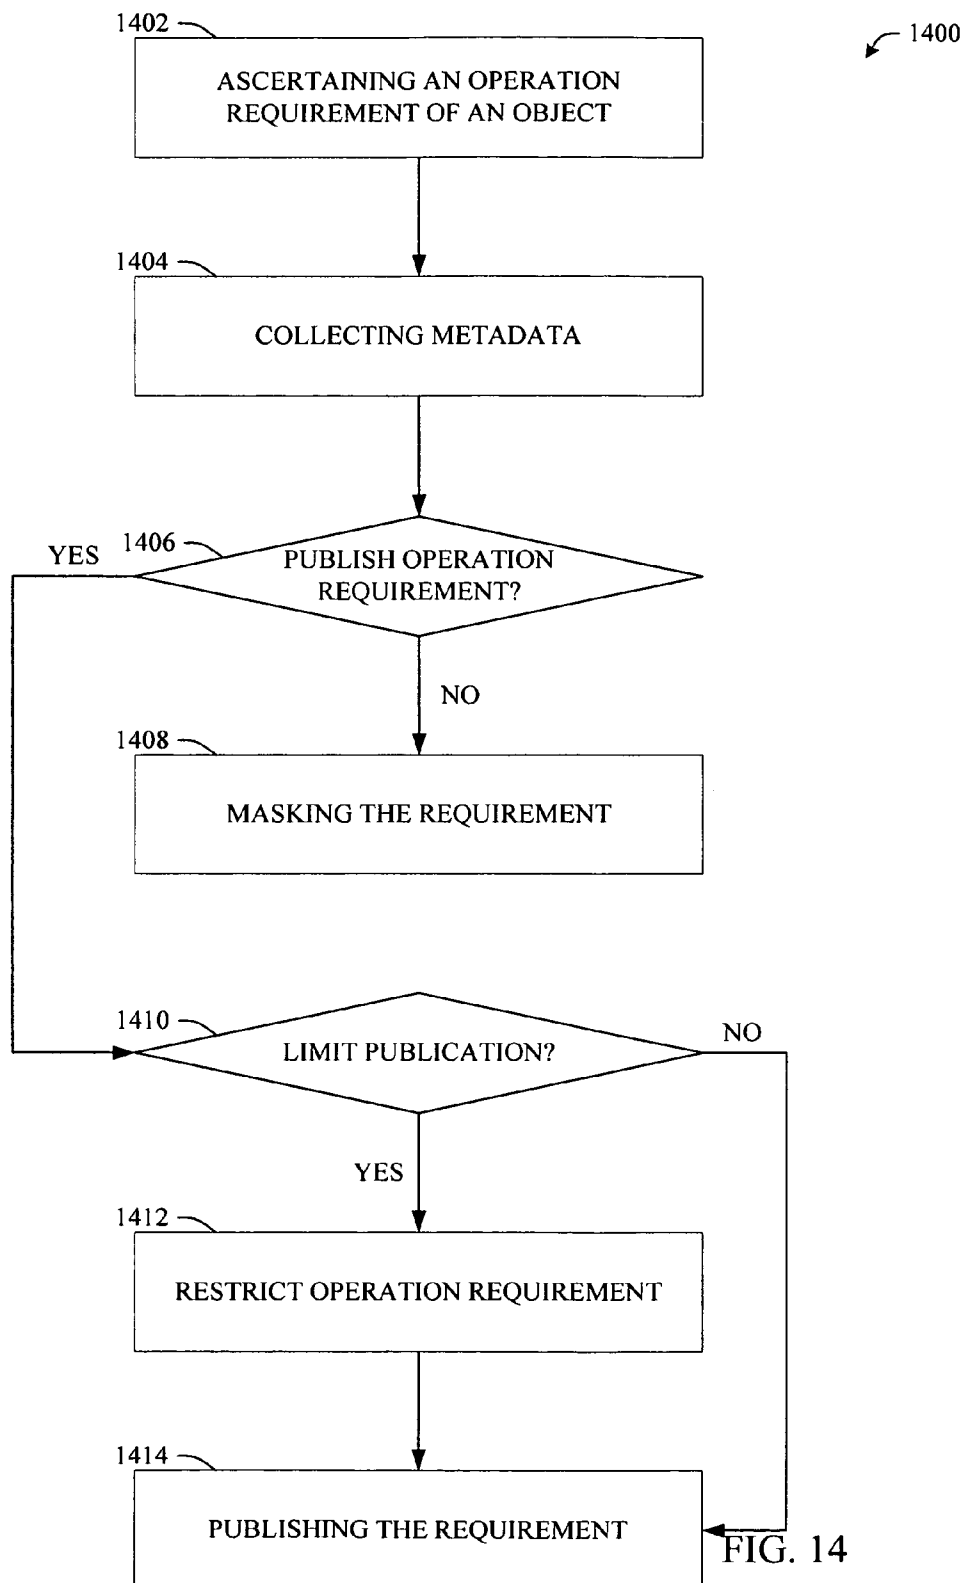 1402
1400
ASCERTAINING AN OPERATION
REQUIREMENT OF AN OBJECT
1404
COLLECTING METADATA
1406
YES
PUBLISH OPERATION
REQUIREMENT?
NO
1408
MASKING THE REQUIREMENT
1410
NO
LIMIT PUBLICATION?
YES
1412
RESTRICT OPERATION REQUIREMENT
1414
PUBLISHING THE REQUIREMENT
FIG. 14